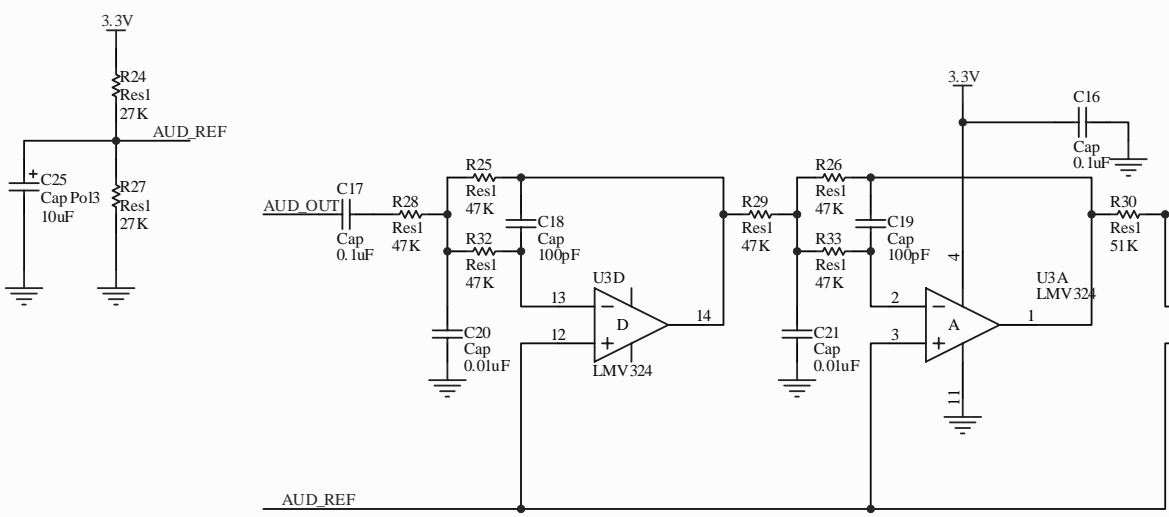 3.3V
R24
Res1
27K
AUD_REF
C25
Cap Pol3
10uF
R27
Res1
27K
AUD_OUT
C17
Cap
0.1uF
R28
Res1
47K
R25
Res1
47K
R32
Res1
47K
C18
Cap
100pF
C20
Cap
0.01uF
U3D
13
12
D
14
LMV324
R29
Res1
47K
R26
Res1
47K
R33
Res1
47K
C19
Cap
100pF
C21
Cap
0.01uF
3.3V
C16
Cap
0.1uF
4
U3A
LMV324
2
3
A
1
11
R30
Res1
51K
AUD_REF